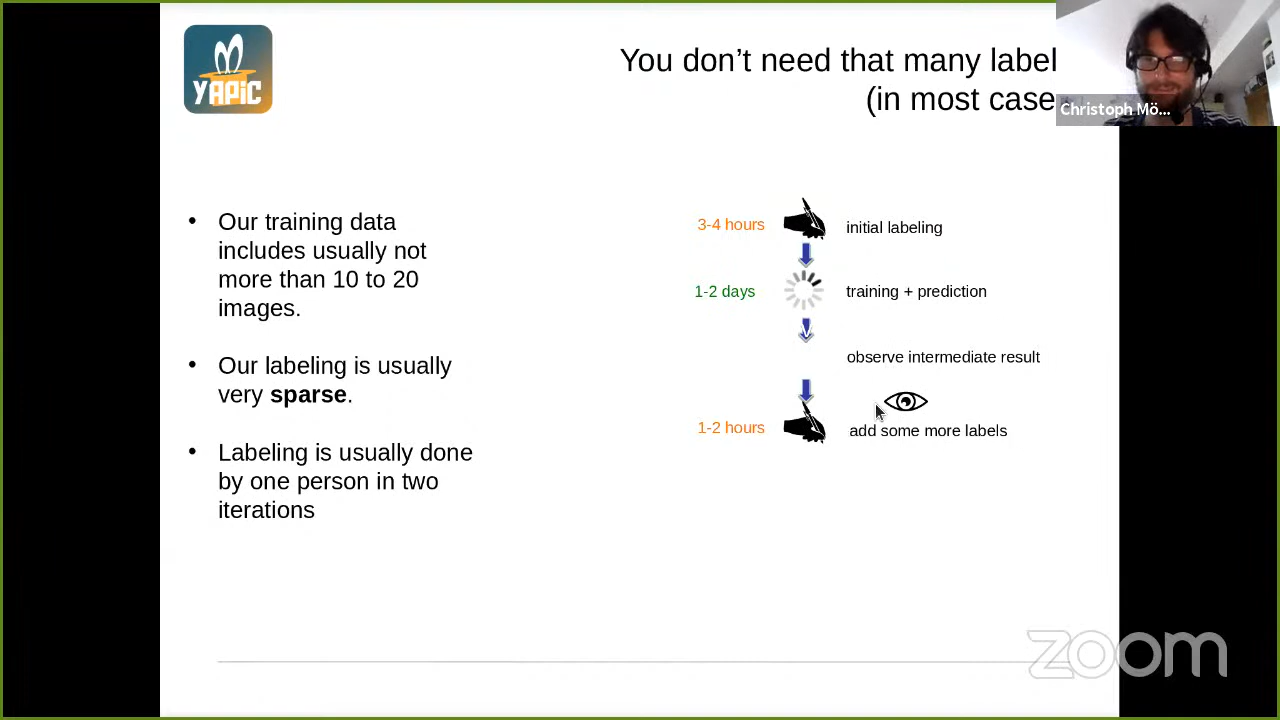 YAPiC
You don't need that many label
(in most case
Christoph Mö...
• Our training data
includes usually not
more than 10 to 20
images.
• Our labeling is usually
very sparse.
• Labeling is usually done
by one person in two
iterations
3-4 hours initial labeling
1-2 days training + prediction
observe intermediate result
1-2 hours add some more labels
zoom